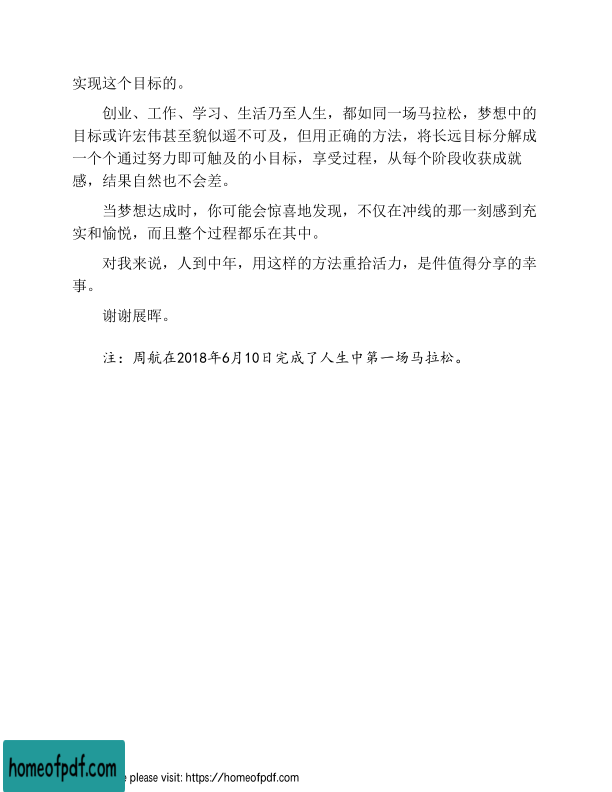 实现这个目标的。
创业、工作、学习、生活乃至人生，都如同一场马拉松，梦想中的
目标或许宏伟甚至貌似遥不可及，但用正确的方法，将长远目标分解成
一个个通过努力即可触及的小目标，享受过程，从每个阶段收获成就
感，结果自然也不会差。
当梦想达成时，你可能会惊喜地发现，不仅在冲线的那一刻感到充
实和愉悦，而且整个过程都乐在其中。
对我来说，人到中年，用这样的方法重拾活力，是件值得分享的幸
事。
谢谢展晖。
注：周航在2018年6月10日完成了人生中第一场马拉松。
homeofpdf.com
e please visit: https://homeofpdf.com